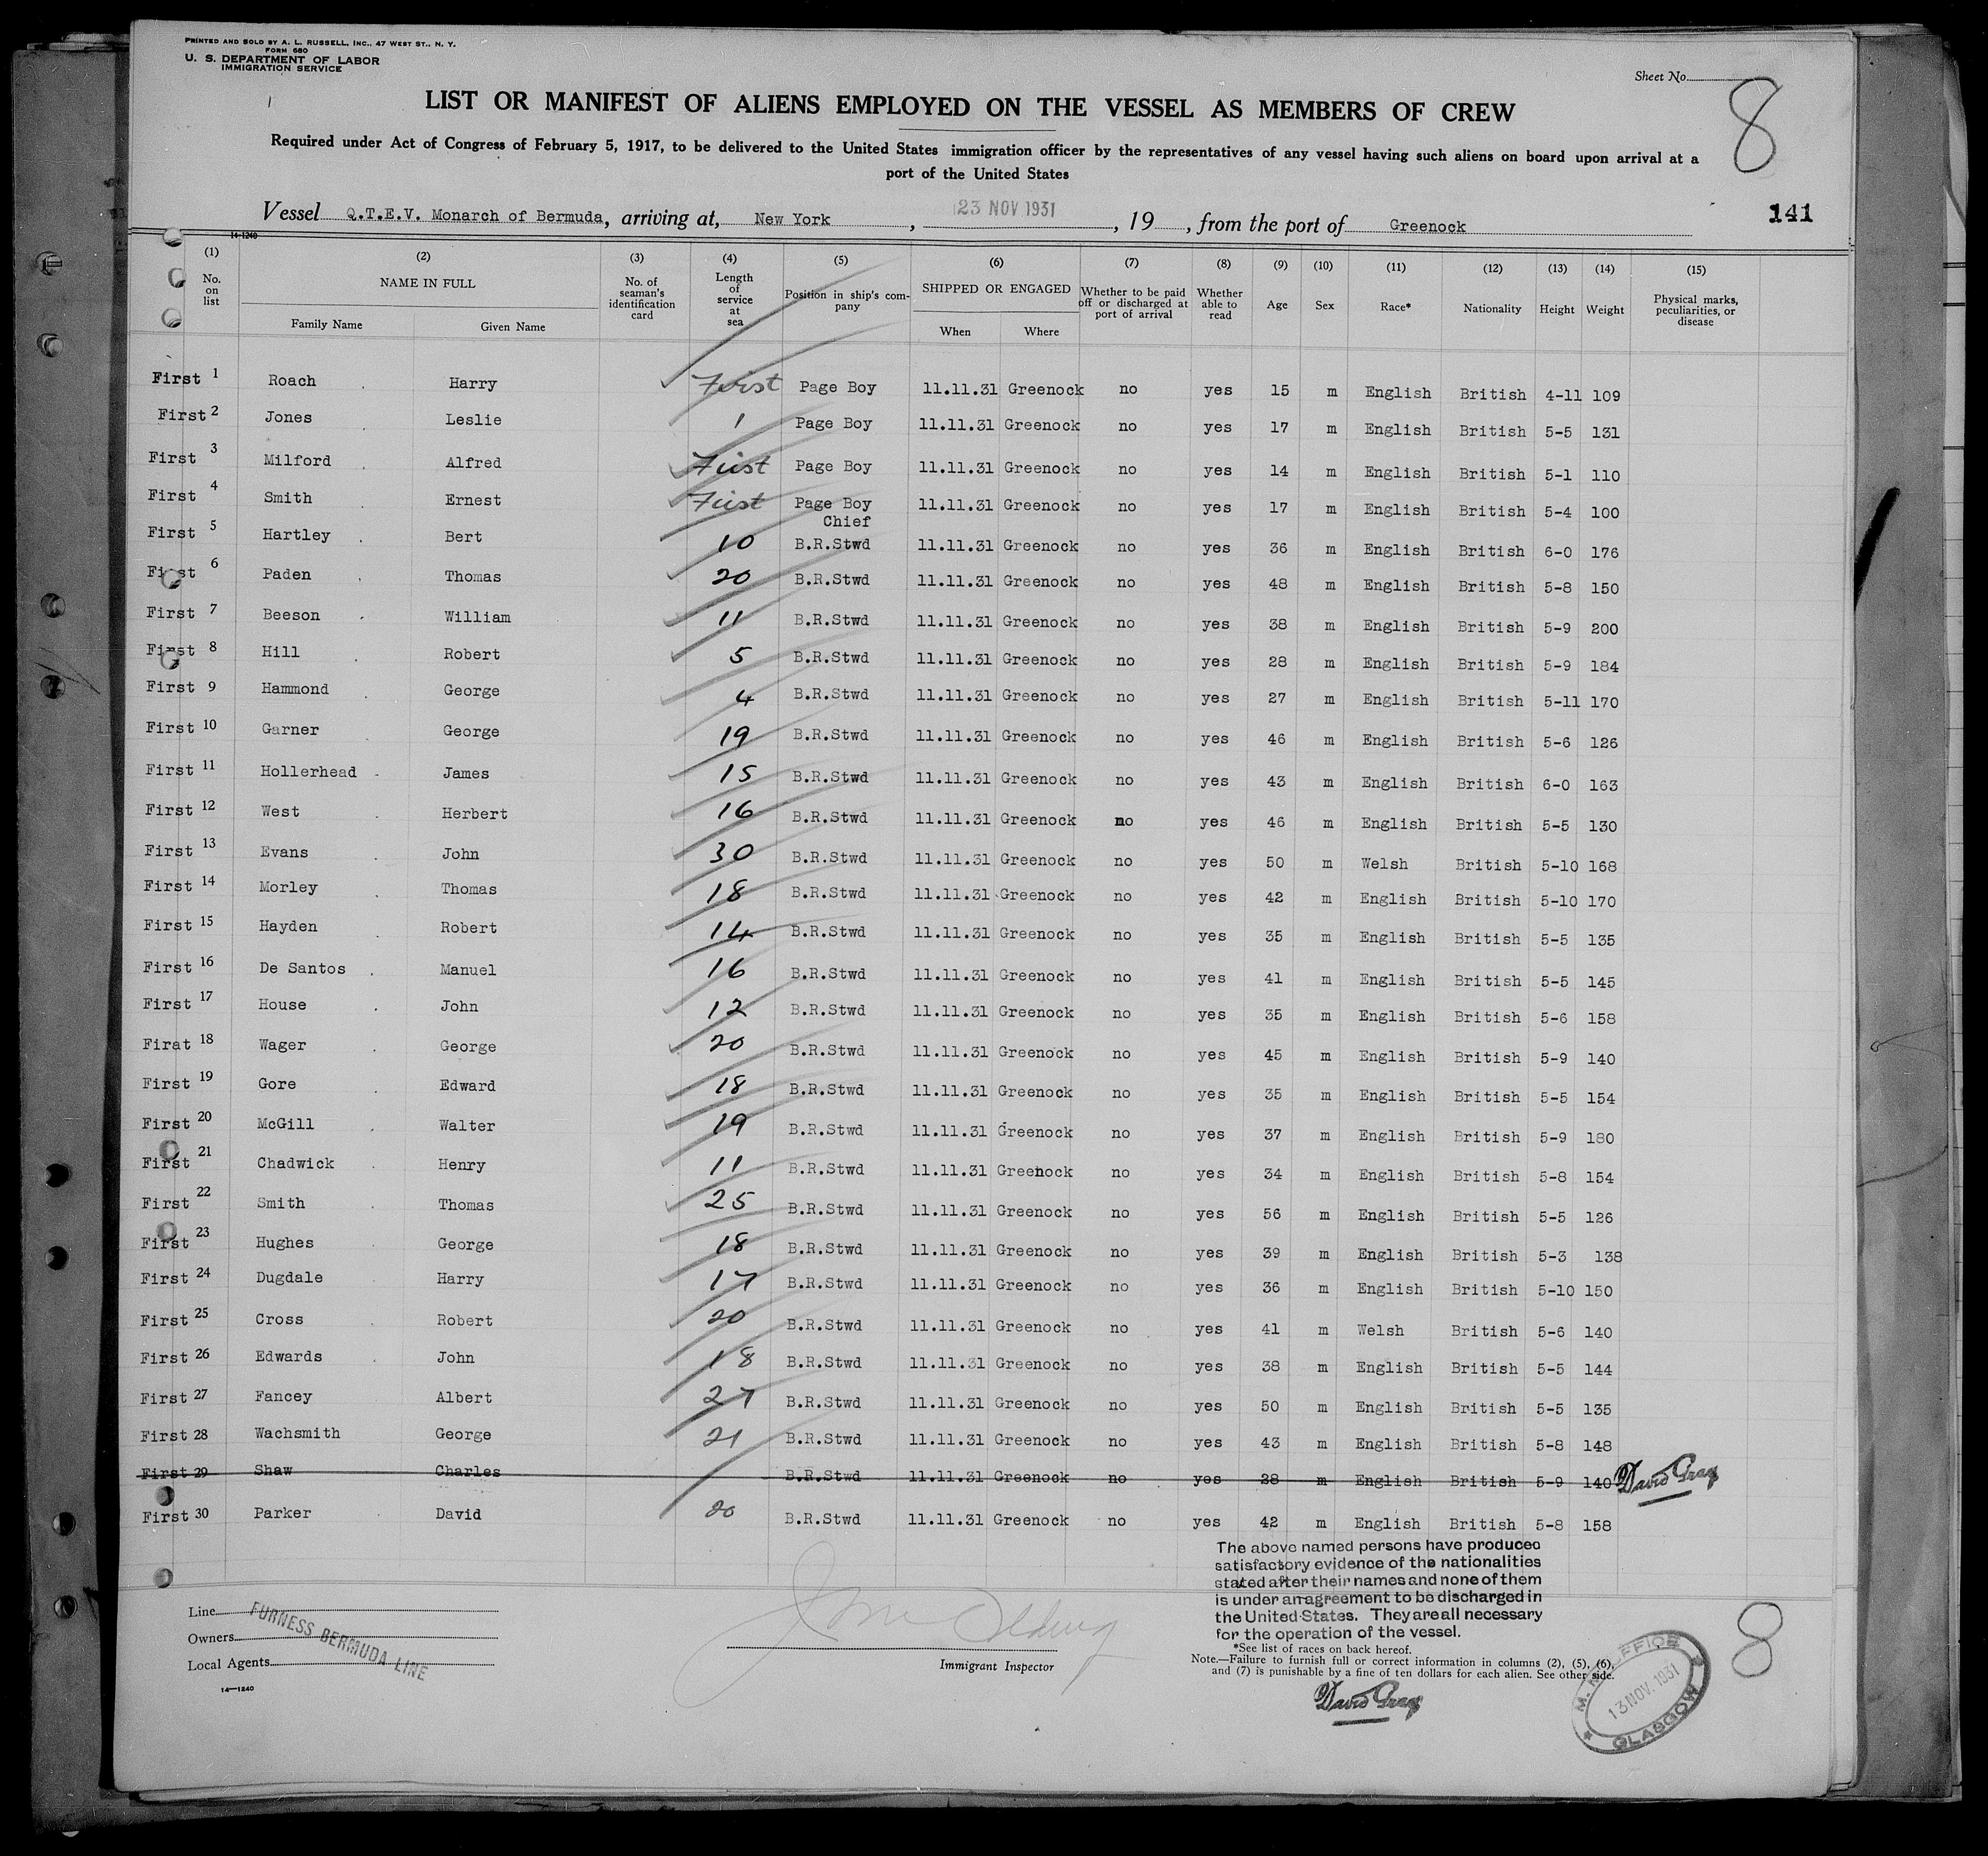 PRINTED AND SOLD BY A. L. RUSSELL, INC., 47 WEST ST., N. Y.
FORM 680
U. S. DEPARTMENT OF LABOR
IMMIGRATION SERVICE
Sheet No.
8
LIST OR MANIFEST OF ALIENS EMPLOYED ON THE VESSEL AS MEMBERS OF CREW
Required under Act of Congress of February 5, 1917, to be delivered to the United States immigration officer by the representatives of any vessel having such aliens on board upon arrival at a
port of the United States
Vessel Q.T.E.V. Monarch of Bermuda, arriving at, New York, 23 NOV 1931, 19 , from the port of Greenock
141
14-1240
(1) (2) (3) (4) (5) (6) (7) (8) (9) (10) (11) (12) (13) (14) (15)
No. on list NAME IN FULL Family Name Given Name No. of seaman's identification card Length of service at sea Position in ship's company SHIPPED OR ENGAGED When Where Whether to be paid off or discharged at port of arrival Whether able to read Age Sex Race* Nationality Height Weight Physical marks, peculiarities, or disease
First 1 Roach Harry First Page Boy 11.11.31 Greenock no yes 15 m English British 4-11 109
First 2 Jones Leslie 1 Page Boy 11.11.31 Greenock no yes 17 m English British 5-5 131
First 3 Milford Alfred First Page Boy 11.11.31 Greenock no yes 14 m English British 5-1 110
First 4 Smith Ernest First Page Boy 11.11.31 Greenock no yes 17 m English British 5-4 100
First 5 Hartley Bert 10 Chief B.R.Stwd 11.11.31 Greenock no yes 36 m English British 6-0 176
First 6 Paden Thomas 20 B.R.Stwd 11.11.31 Greenock no yes 48 m English British 5-8 150
First 7 Beeson William 11 B.R.Stwd 11.11.31 Greenock no yes 38 m English British 5-9 200
First 8 Hill Robert 5 B.R.Stwd 11.11.31 Greenock no yes 28 m English British 5-9 184
First 9 Hammond George 4 B.R.Stwd 11.11.31 Greenock no yes 27 m English British 5-11 170
First 10 Garner George 19 B.R.Stwd 11.11.31 Greenock no yes 46 m English British 5-6 126
First 11 Hollerhead James 15 B.R.Stwd 11.11.31 Greenock no yes 43 m English British 6-0 163
First 12 West Herbert 16 B.R.Stwd 11.11.31 Greenock no yes 46 m English British 5-5 130
First 13 Evans John 30 B.R.Stwd 11.11.31 Greenock no yes 50 m Welsh British 5-10 168
First 14 Morley Thomas 18 B.R.Stwd 11.11.31 Greenock no yes 42 m English British 5-10 170
First 15 Hayden Robert 14 B.R.Stwd 11.11.31 Greenock no yes 35 m English British 5-5 135
First 16 De Santos Manuel 16 B.R.Stwd 11.11.31 Greenock no yes 41 m English British 5-5 145
First 17 House John 12 B.R.Stwd 11.11.31 Greenock no yes 35 m English British 5-6 158
Firat 18 Wager George 20 B.R.Stwd 11.11.31 Greenock no yes 45 m English British 5-9 140
First 19 Gore Edward 18 B.R.Stwd 11.11.31 Greenock no yes 35 m English British 5-5 154
First 20 McGill Walter 19 B.R.Stwd 11.11.31 Greenock no yes 37 m English British 5-9 180
First 21 Chadwick Henry 11 B.R.Stwd 11.11.31 Greenock no yes 34 m English British 5-8 154
First 22 Smith Thomas 25 B.R.Stwd 11.11.31 Greenock no yes 56 m English British 5-5 126
First 23 Hughes George 18 B.R.Stwd 11.11.31 Greenock no yes 39 m English British 5-3 138
First 24 Dugdale Harry 17 B.R.Stwd 11.11.31 Greenock no yes 36 m English British 5-10 150
First 25 Cross Robert 20 B.R.Stwd 11.11.31 Greenock no yes 41 m Welsh British 5-6 140
First 26 Edwards John 18 B.R.Stwd 11.11.31 Greenock no yes 38 m English British 5-5 144
First 27 Fancey Albert 27 B.R.Stwd 11.11.31 Greenock no yes 50 m English British 5-5 135
First 28 Wachsmith George 21 B.R.Stwd 11.11.31 Greenock no yes 43 m English British 5-8 148
First 29 Shaw Charles B.R.Stwd 11.11.31 Greenock no yes 28 m English British 5-9 140 David Gray
First 30 Parker David 20 B.R.Stwd 11.11.31 Greenock no yes 42 m English British 5-8 158
The above named persons have produced
satisfactory evidence of the nationalities
stated after their names and none of them
is under an agreement to be discharged in
the United States. They are all necessary
for the operation of the vessel.
Line
Owners
Local Agents
FURNESS BERMUDA LINE
14-1240
Immigrant Inspector
*See list of races on back hereof.
Note.—Failure to furnish full or correct information in columns (2), (5), (6),
and (7) is punishable by a fine of ten dollars for each alien. See other side.
David Gray
8
13 NOV. 1931
GLASGOW